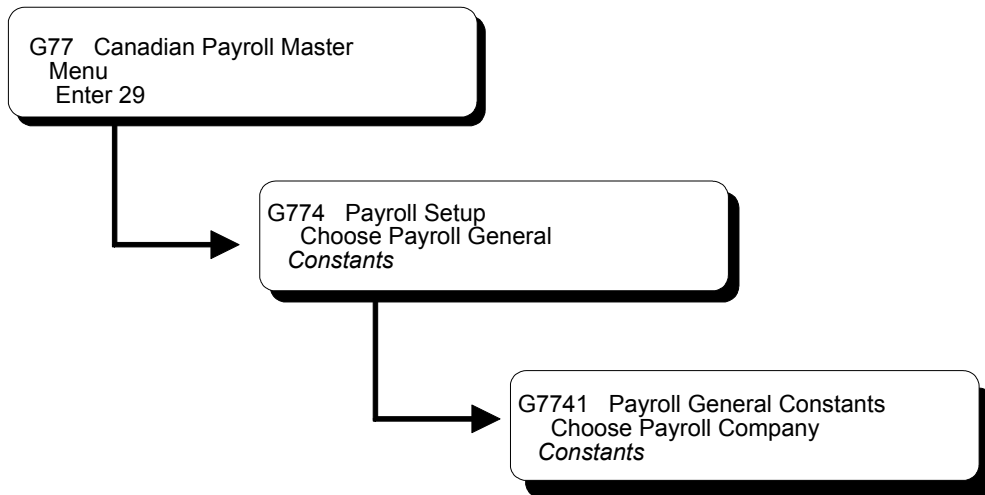 G77 Canadian Payroll Master
Menu
Enter 29
G774 Payroll Setup
Choose Payroll General
Constants
G7741 Payroll General Constants
Choose Payroll Company
Constants